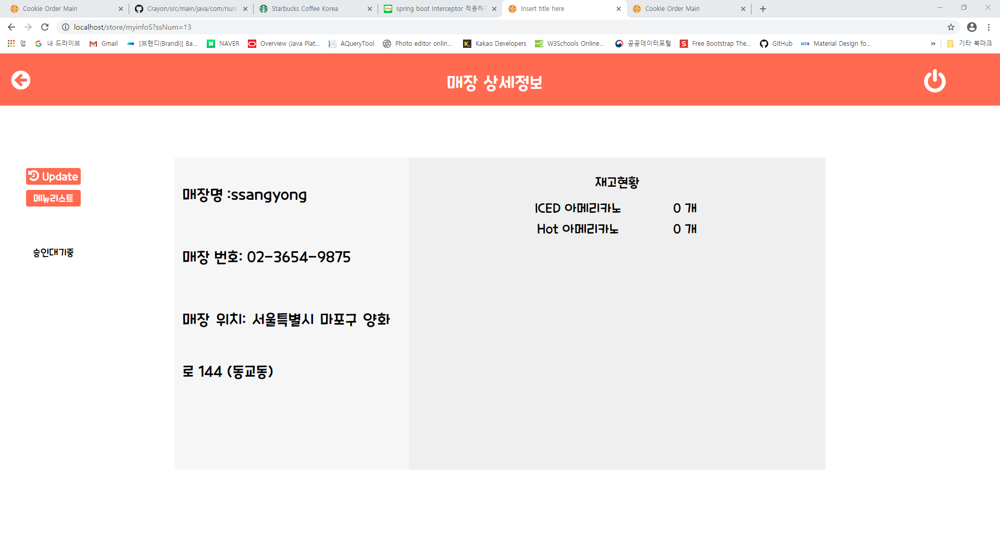 Cookie Order Main
Crayon/src/main/java/com/nuri/
Starbucks Coffee Korea
spring boot Interceptor 적용하기
Insert title here
Cookie Order Main
localhost/store/myinfoS?ssNum=13
앱
내 드라이브
Gmail
[브랜디(Brandi)] Ba...
NAVER
Overview (Java Plat...
AQueryTool
Photo editor onlin...
Kakao Developers
W3Schools Online...
공공데이터포털
Free Bootstrap The...
GitHub
Material Design fo...
»
기타 북마크
매장 상세정보
Update
메뉴리스트
승인대기중
매장명 :ssangyong
매장 번호: 02-3654-9875
매장 위치: 서울특별시 마포구 양화
로 144 (동교동)
재고현황
ICED 아메리카노 0 개
Hot 아메리카노 0 개